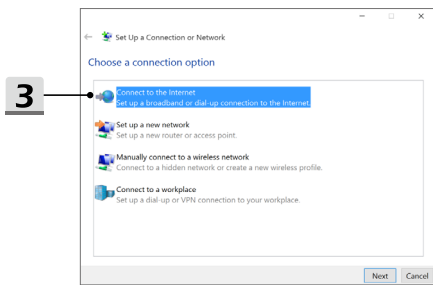 Set Up a Connection or Network
Choose a connection option
3
Connect to the Internet
Set up a broadband or dial-up connection to the Internet.
Set up a new network
Set up a new router or access point.
Manually connect to a wireless network
Connect to a hidden network or create a new wireless profile.
Connect to a workplace
Set up a dial-up or VPN connection to your workplace.
Next Cancel